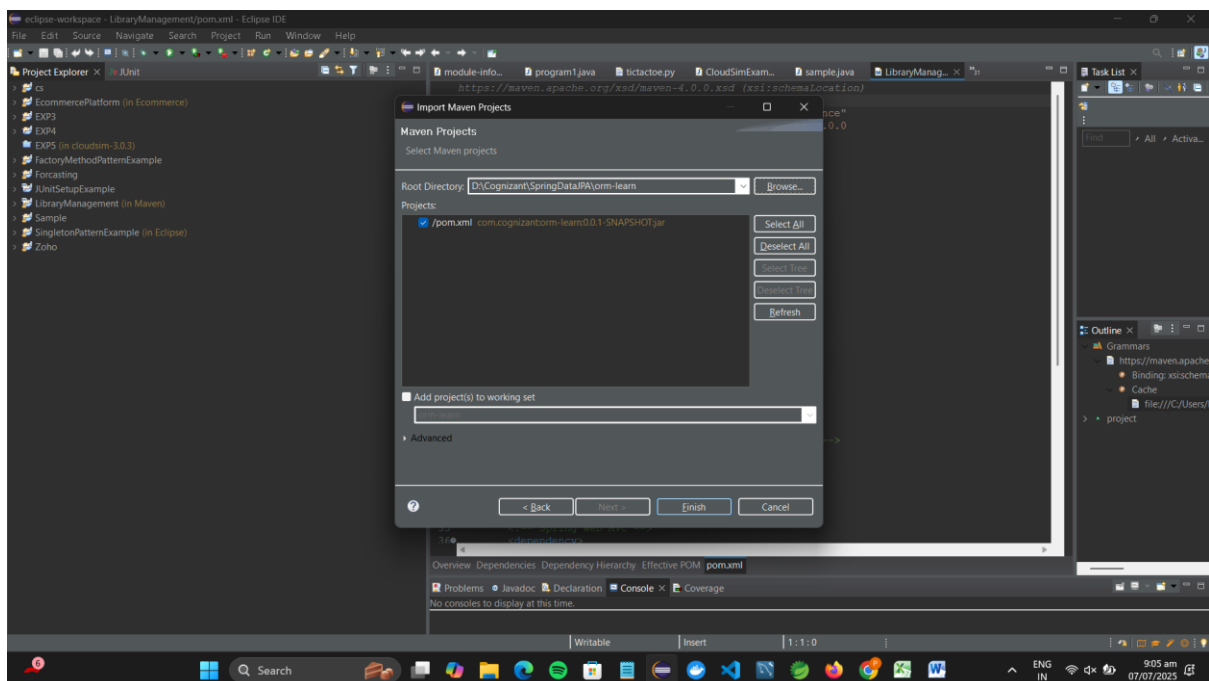 eclipse-workspace - LibraryManagement/pom.xml - Eclipse IDE
File Edit Source Navigate Search Project Run Window Help
Project Explorer × JUnit
cs
EcommercePlatform (in Ecommerce)
EXP3
EXP4
EXP5 (in cloudsim-3.0.3)
FactoryMethodPatternExample
Forcasting
JUnitSetupExample
LibraryManagement (in Maven)
Sample
SingletonPatternExample (in Eclipse)
Zoho
module-info... program1.java tictactoe.py CloudSimExam... sample.java LibraryManag... ×
https://maven.apache.org/xsd/maven-4.0.0.xsd (xsi:schemaLocation)
nce"
.0.0
Import Maven Projects
Maven Projects
Select Maven projects
Root Directory: D:\Cognizant\SpringDataJPA\orm-learn Browse...
Projects:
/pom.xml com.cognizant:orm-learn:0.0.1-SNAPSHOT:jar
Select All
Deselect All
Select Tree
Deselect Tree
Refresh
Add project(s) to working set
orm-learn
Advanced
-->
? < Back Next > Finish Cancel
36 <dependency>
Overview Dependencies Dependency Hierarchy Effective POM pom.xml
Problems Javadoc Declaration Console × Coverage
No consoles to display at this time.
Task List ×
Find All Activa...
Outline ×
Grammars
https://maven.apache
Binding: xsi:schema
Cache
file:///C:/Users/
project
Writable Insert 1:1:0
6
Search
ENG
IN
9:05 am
07/07/2025